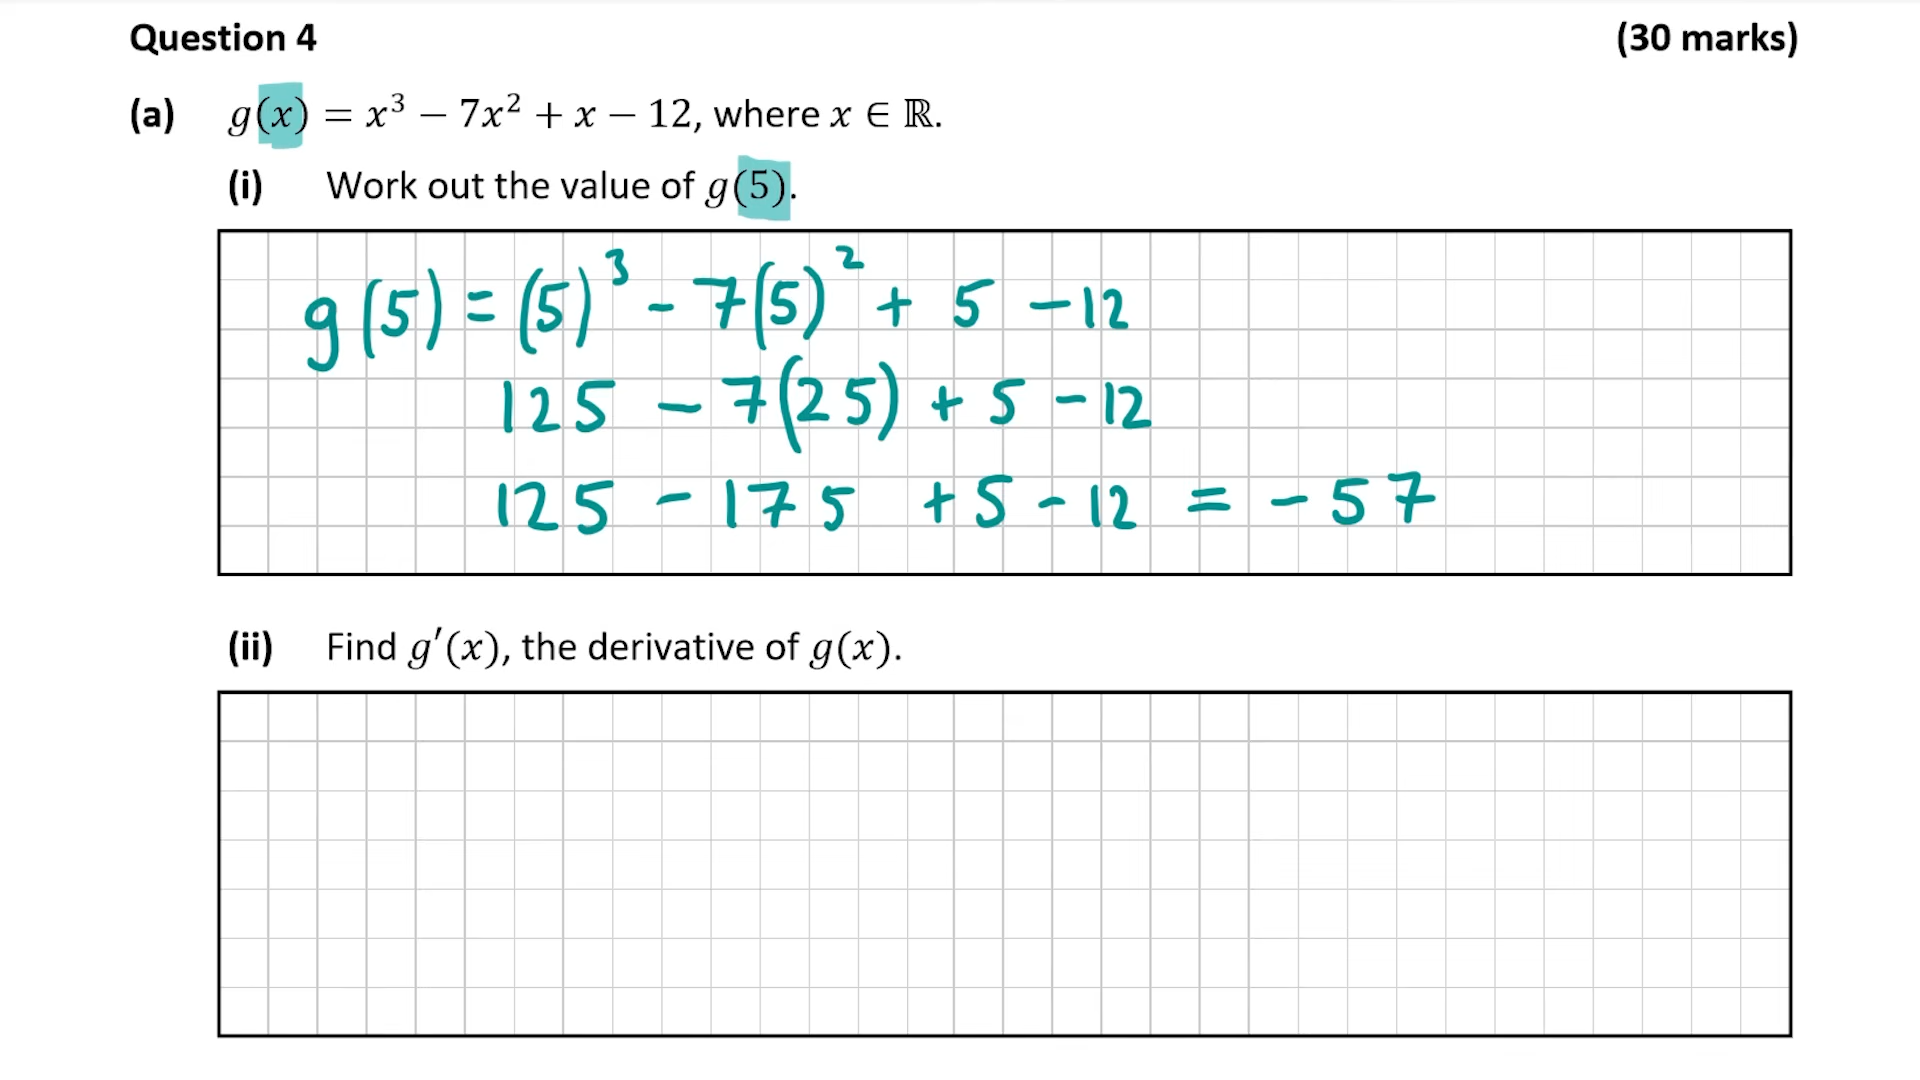 Question 4 (30 marks)
(a) g(x) = x³ − 7x² + x − 12, where x ∈ ℝ.
(i) Work out the value of g(5).
g(5) = (5)³ - 7(5)² + 5 - 12
125 - 7(25) + 5 - 12
125 - 175 + 5 - 12 = - 57
(ii) Find g′(x), the derivative of g(x).